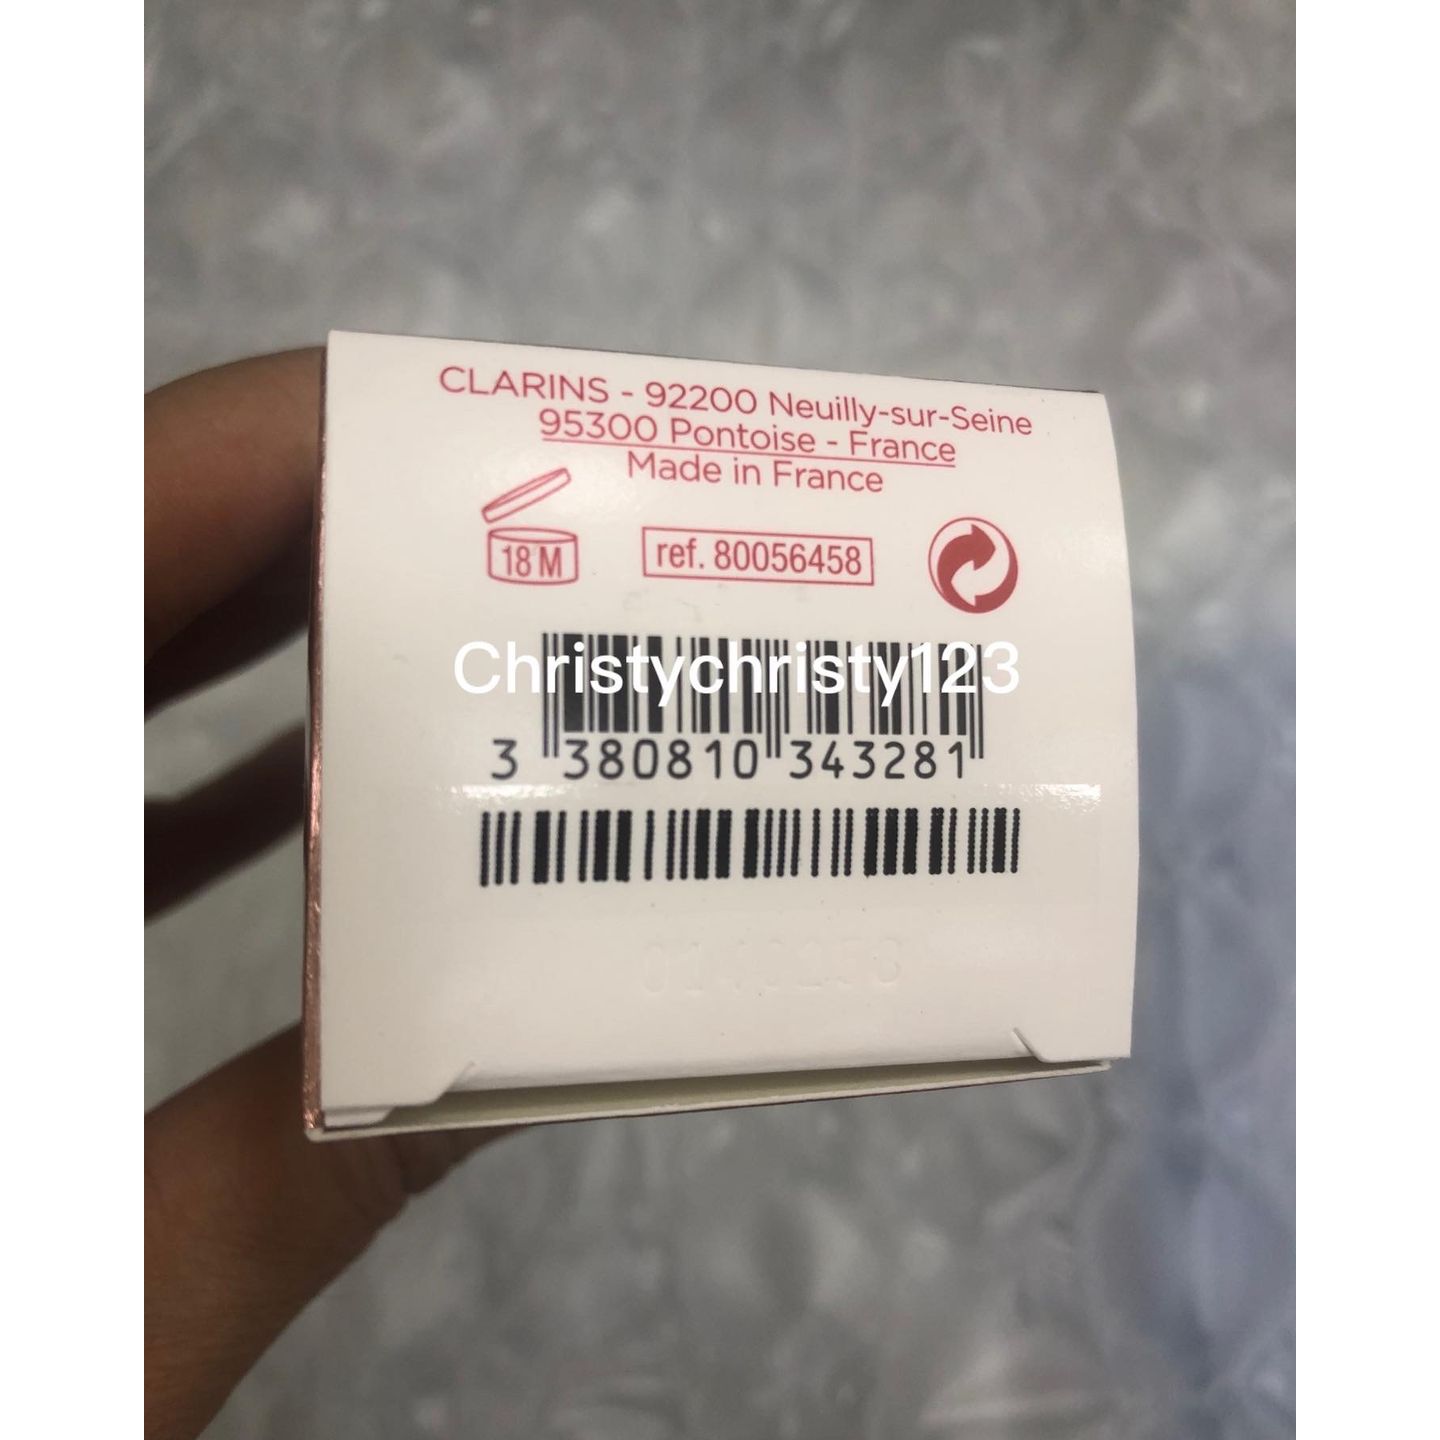 CLARINS - 92200 Neuilly-sur-Seine
95300 Pontoise - France
Made in France
18 M
ref. 80056458
Christychristy123
3 380810 343281